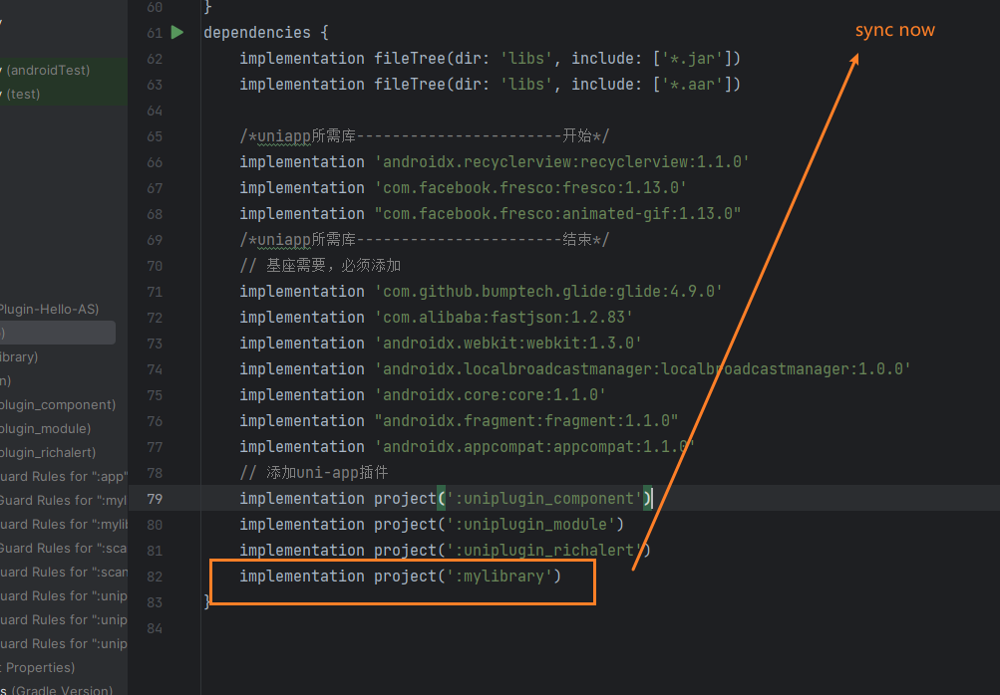 60 }
sync now
61 dependencies {
62 implementation fileTree(dir: 'libs', include: ['*.jar'])
(androidTest)
63 implementation fileTree(dir: 'libs', include: ['*.aar'])
(test)
64
65 /*uniapp所需库-----------------------开始*/
66 implementation 'androidx.recyclerview:recyclerview:1.1.0'
67 implementation 'com.facebook.fresco:fresco:1.13.0'
68 implementation "com.facebook.fresco:animated-gif:1.13.0"
69 /*uniapp所需库-----------------------结束*/
70 // 基座需要，必须添加
71 implementation 'com.github.bumptech.glide:glide:4.9.0'
Plugin-Hello-AS)
72 implementation 'com.alibaba:fastjson:1.2.83'
)
73 implementation 'androidx.webkit:webkit:1.3.0'
ibrary)
74 implementation 'androidx.localbroadcastmanager:localbroadcastmanager:1.0.0'
n)
75 implementation 'androidx.core:core:1.1.0'
plugin_component)
76 implementation "androidx.fragment:fragment:1.1.0"
plugin_module)
77 implementation 'androidx.appcompat:appcompat:1.1.0'
plugin_richalert)
78 // 添加uni-app插件
uard Rules for ":app"
79 implementation project(':uniplugin_component')
Guard Rules for ":myl
80 implementation project(':uniplugin_module')
uard Rules for ":mylib
81 implementation project(':uniplugin_richalert')
Guard Rules for ":sca
82 implementation project(':mylibrary')
uard Rules for ":scan
83 }
uard Rules for ":unip
84
uard Rules for ":unip
uard Rules for ":unip
t Properties)
s (Gradle Version)